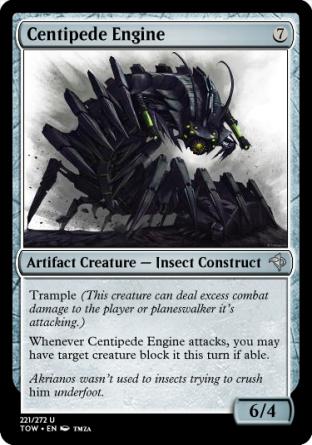 Centipede Engine 7
Artifact Creature — Insect Construct
Trample (This creature can deal excess combat
damage to the player or planeswalker it's
attacking.)
Whenever Centipede Engine attacks, you may
have target creature block it this turn if able.
Akrianos wasn't used to insects trying to crush
him underfoot.
6/4
221/272 U
TOW • EN TMZA